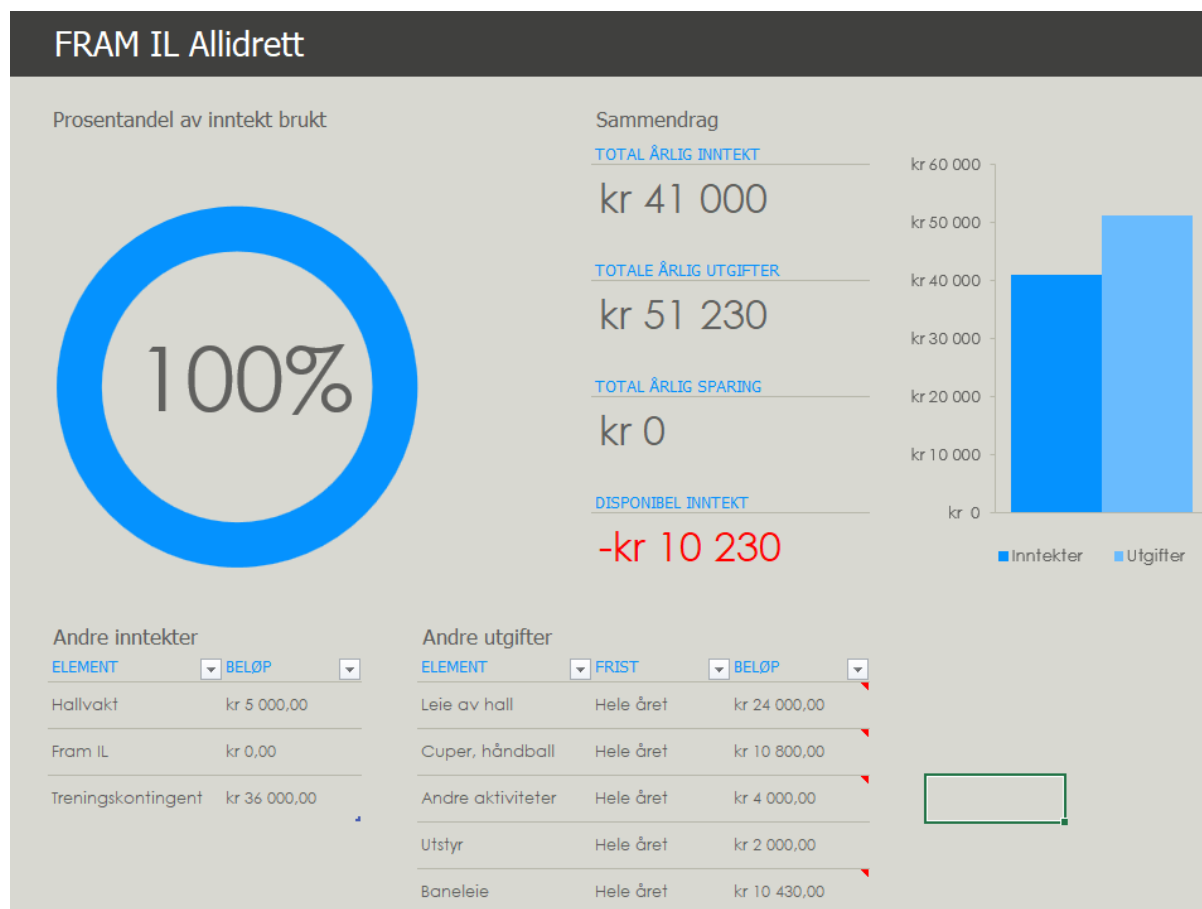 FRAM IL Allidrett
Prosentandel av inntekt brukt
100%
Sammendrag
TOTAL ÅRLIG INNTEKT
kr 41 000
TOTALE ÅRLIG UTGIFTER
kr 51 230
TOTAL ÅRLIG SPARING
kr 0
DISPONIBEL INNTEKT
-kr 10 230
kr 60 000
kr 50 000
kr 40 000
kr 30 000
kr 20 000
kr 10 000
kr 0
Inntekter Utgifter
Andre inntekter
ELEMENT BELØP
Hallvakt kr 5 000,00
Fram IL kr 0,00
Treningskontingent kr 36 000,00
Andre utgifter
ELEMENT FRIST BELØP
Leie av hall Hele året kr 24 000,00
Cuper, håndball Hele året kr 10 800,00
Andre aktiviteter Hele året kr 4 000,00
Utstyr Hele året kr 2 000,00
Baneleie Hele året kr 10 430,00